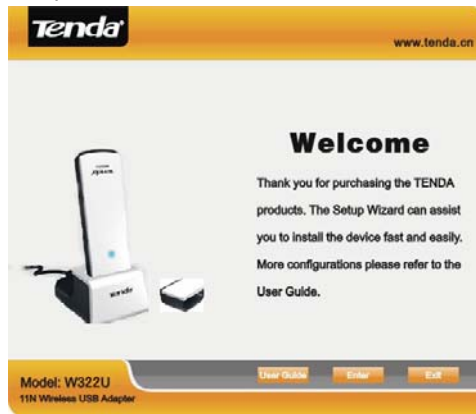 Tenda
www.tenda.cn
Welcome
Thank you for purchasing the TENDA
products. The Setup Wizard can assist
you to install the device fast and easily.
More configurations please refer to the
User Guide.
Tenda
Model: W322U
11N Wireless USB Adapter
User Guide
Enter
Exit